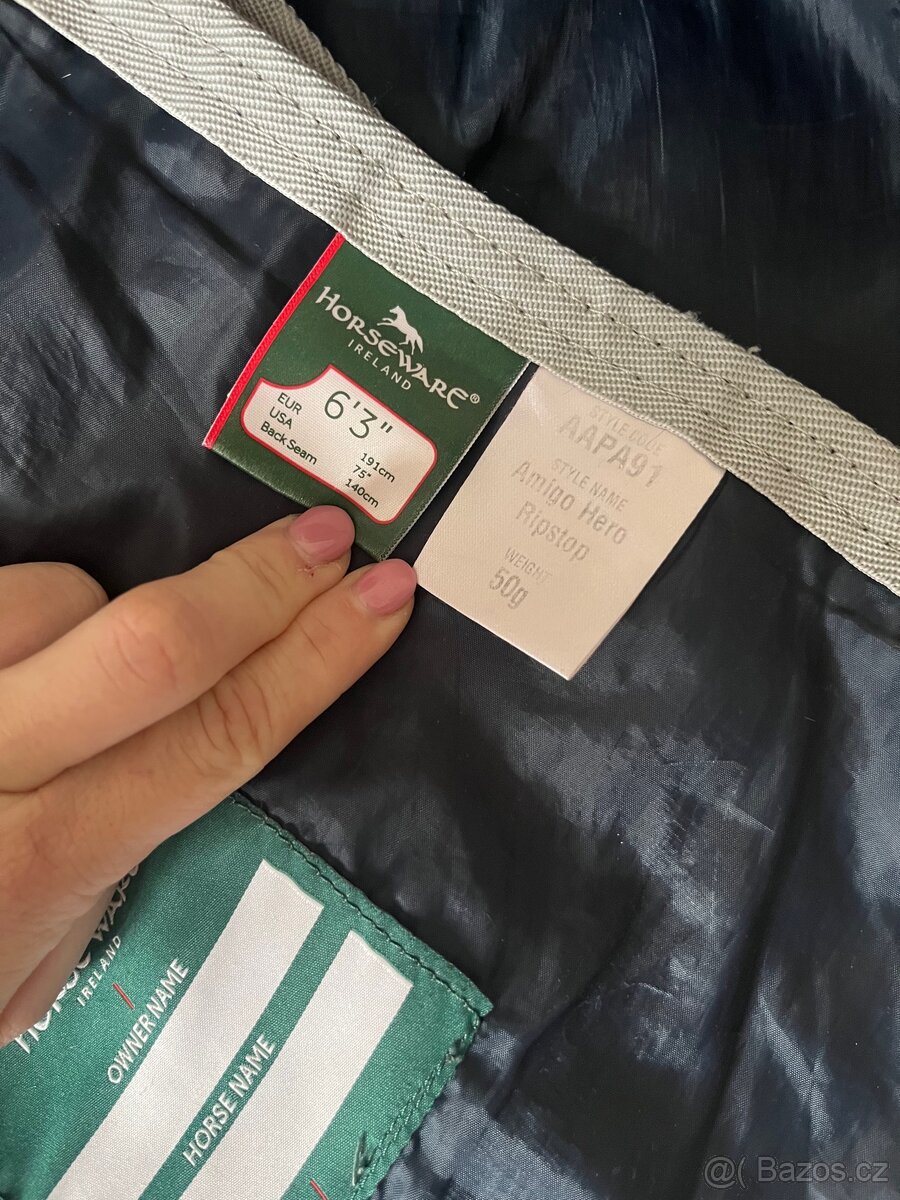 HORSEWARE®
IRELAND
6'3"
EUR 191cm
USA 75"
Back Seam 140cm
STYLE CODE
AAPA91
STYLE NAME
Amigo Hero
Ripstop
WEIGHT
50g
HORSEWARE
IRELAND
OWNER NAME
HORSE NAME
@( Bazos.cz